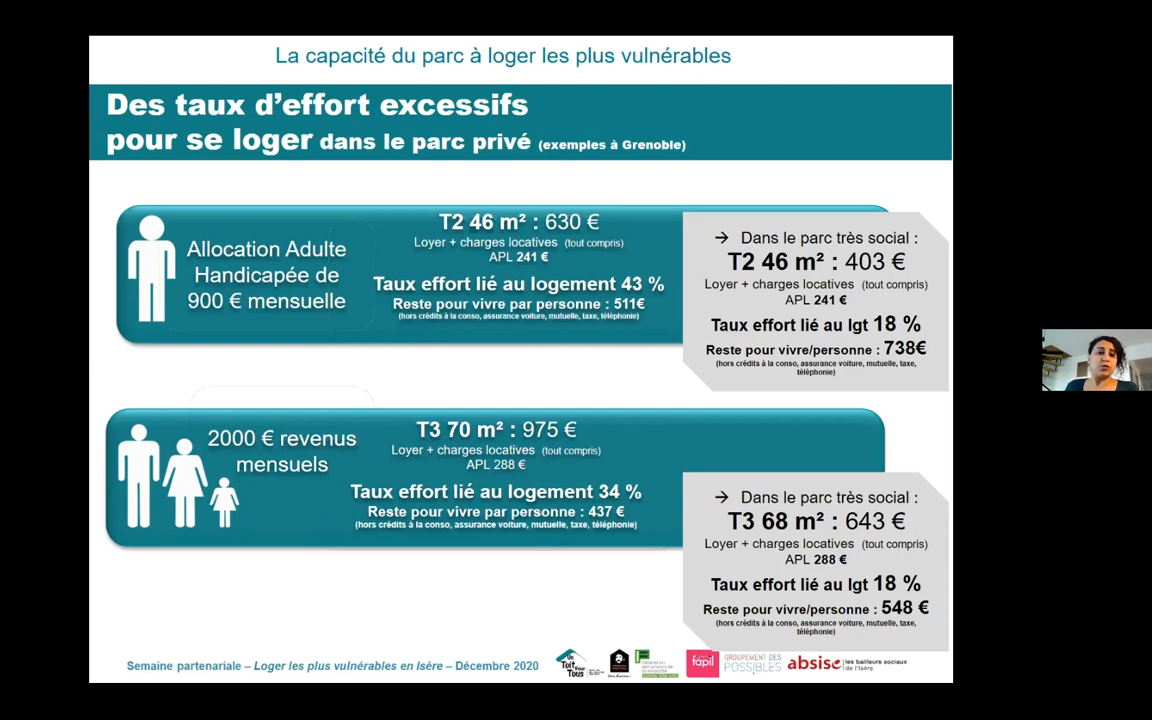 La capacité du parc à loger les plus vulnérables
Des taux d'effort excessifs
pour se loger dans le parc privé (exemples à Grenoble)
Allocation Adulte
Handicapée de
900 € mensuelle
T2 46 m² : 630 €
Loyer + charges locatives (tout compris)
APL 241 €
Taux effort lié au logement 43 %
Reste pour vivre par personne : 511€
(hors crédits à la conso, assurance voiture, mutuelle, taxe, téléphonie)
→ Dans le parc très social :
T2 46 m² : 403 €
Loyer + charges locatives (tout compris)
APL 241 €
Taux effort lié au lgt 18 %
Reste pour vivre/personne : 738€
(hors crédits à la conso, assurance voiture, mutuelle, taxe,
téléphonie)
2000 € revenus
mensuels
T3 70 m² : 975 €
Loyer + charges locatives (tout compris)
APL 288 €
Taux effort lié au logement 34 %
Reste pour vivre par personne : 437 €
(hors crédits à la conso, assurance voiture, mutuelle, taxe, téléphonie)
→ Dans le parc très social :
T3 68 m² : 643 €
Loyer + charges locatives (tout compris)
APL 288 €
Taux effort lié au lgt 18 %
Reste pour vivre/personne : 548 €
(hors crédits à la conso, assurance voiture, mutuelle, taxe,
téléphonie)
Semaine partenariale – Loger les plus vulnérables en Isère – Décembre 2020
Un
Toit Pour
Tous
fapil
GROUPEMENT DES
POSSIBLES
absise
les bailleurs sociaux
de l'Isère